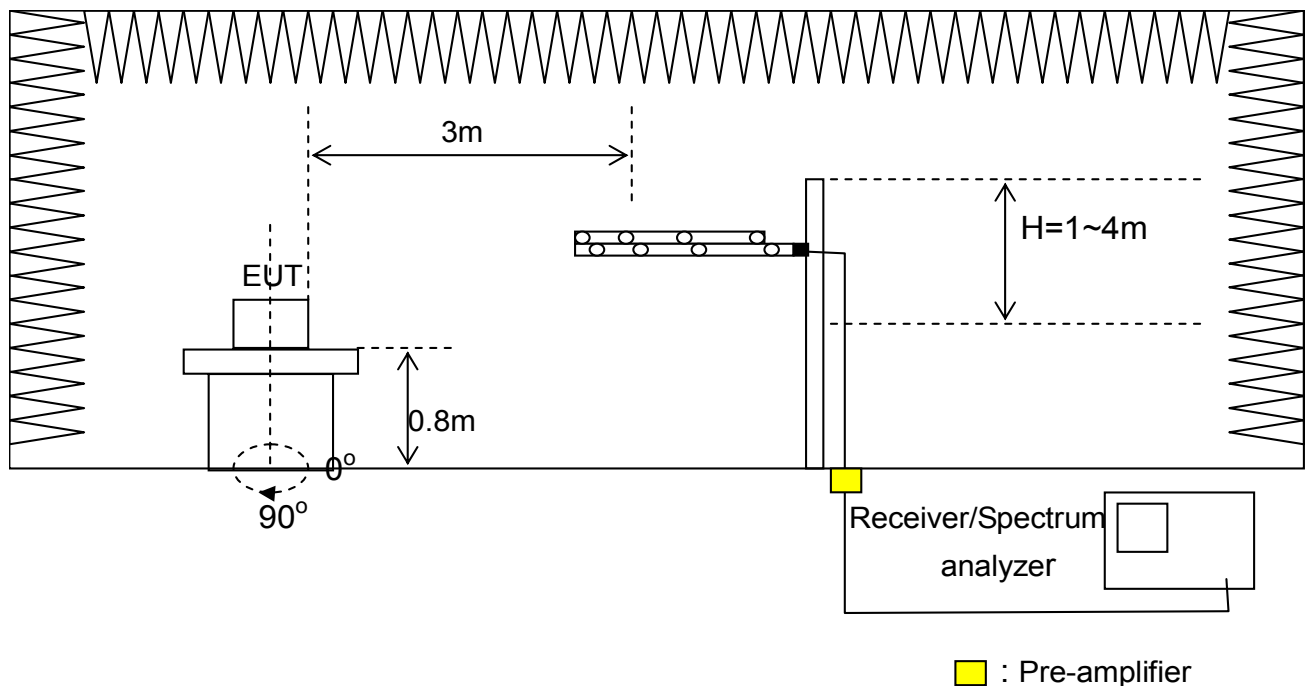 3m
H=1~4m
EUT
0.8m
0°
90°
Receiver/Spectrum
analyzer
: Pre-amplifier